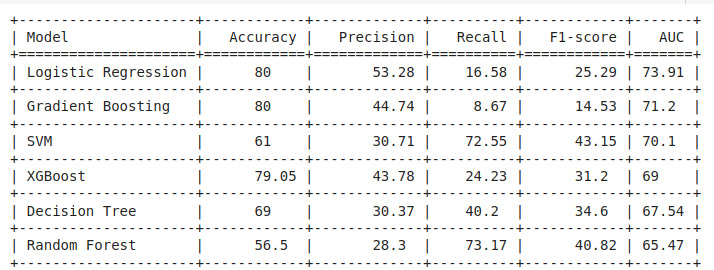 +---------------------+------------+-------------+----------+------------+-------+
| Model               |   Accuracy |   Precision |   Recall |   F1-score |   AUC |
+=====================+============+=============+==========+============+=======+
| Logistic Regression |      80    |       53.28 |    16.58 |      25.29 | 73.91 |
+---------------------+------------+-------------+----------+------------+-------+
| Gradient Boosting   |      80    |       44.74 |     8.67 |      14.53 | 71.2  |
+---------------------+------------+-------------+----------+------------+-------+
| SVM                 |      61    |       30.71 |    72.55 |      43.15 | 70.1  |
+---------------------+------------+-------------+----------+------------+-------+
| XGBoost             |      79.05 |       43.78 |    24.23 |      31.2  | 69    |
+---------------------+------------+-------------+----------+------------+-------+
| Decision Tree       |      69    |       30.37 |    40.2  |      34.6  | 67.54 |
+---------------------+------------+-------------+----------+------------+-------+
| Random Forest       |      56.5  |       28.3  |    73.17 |      40.82 | 65.47 |
+---------------------+------------+-------------+----------+------------+-------+